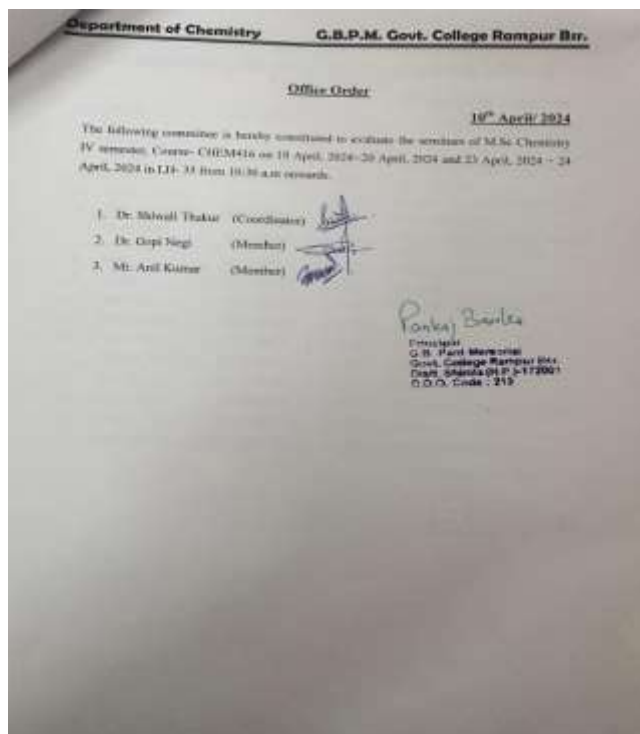 Department of Chemistry G.B.P.M. Govt. College Rampur Bsr.
Office Order
19th April/ 2024
The following committee is hereby constituted to evaluate the seminars of M.Sc Chemistry
IV semester, Course- CHEM416 on 19 April, 2024-20 April, 2024 and 23 April, 2024 - 24
April, 2024 in LH- 33 from 10:30 a.m onwards.
1. Dr. Thakur (Coordinator)
2. Dr. Gopi Negi (Member)
3. Mr. Anil Kumar (Member)
Pankaj
Principal
G.B. Pant Memorial
Govt. College Rampur Bsr.
Distt. Shimla (H.P.)-172001
D.D.O. Code : 213